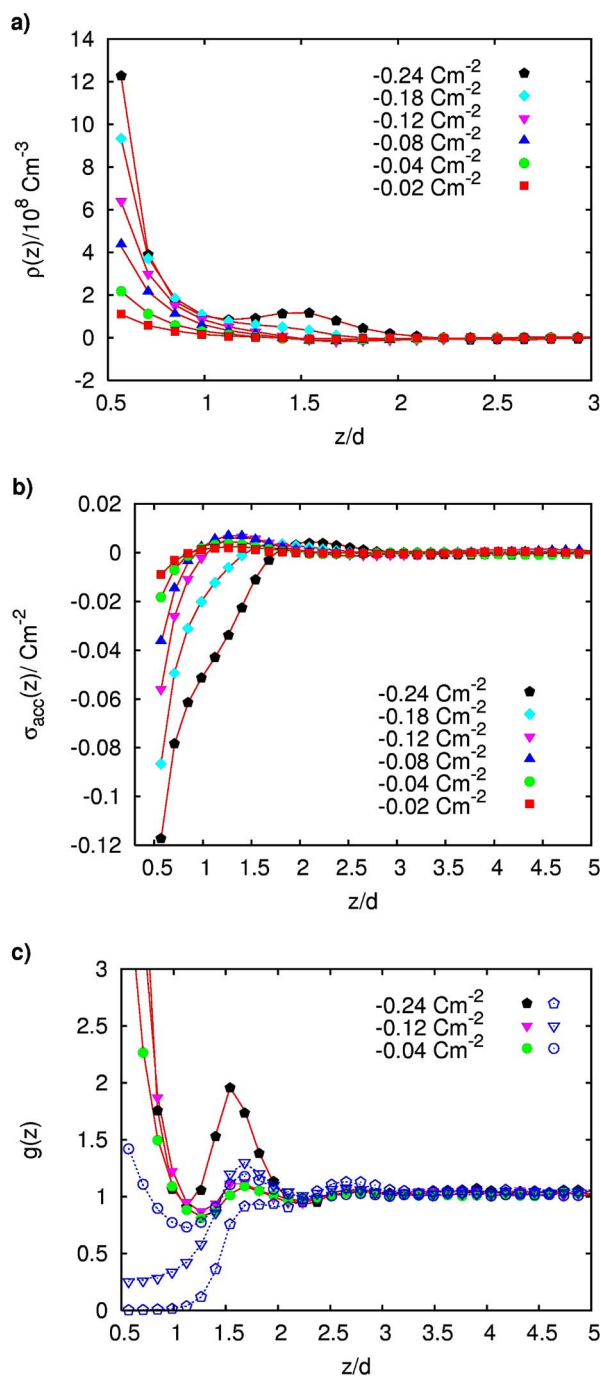 a)
14
12
10
8
6
4
2
0
-2
ρ(z)/10⁸ Cm⁻³
-0.24 Cm⁻²
-0.18 Cm⁻²
-0.12 Cm⁻²
-0.08 Cm⁻²
-0.04 Cm⁻²
-0.02 Cm⁻²
0.5 1 1.5 2 2.5 3
z/d
b)
0.02
0
-0.02
-0.04
-0.06
-0.08
-0.1
-0.12
σacc(z)/ Cm⁻²
-0.24 Cm⁻²
-0.18 Cm⁻²
-0.12 Cm⁻²
-0.08 Cm⁻²
-0.04 Cm⁻²
-0.02 Cm⁻²
0.5 1 1.5 2 2.5 3 3.5 4 4.5 5
z/d
c)
3
2.5
2
1.5
1
0.5
0
g(z)
-0.24 Cm⁻²
-0.12 Cm⁻²
-0.04 Cm⁻²
0.5 1 1.5 2 2.5 3 3.5 4 4.5 5
z/d